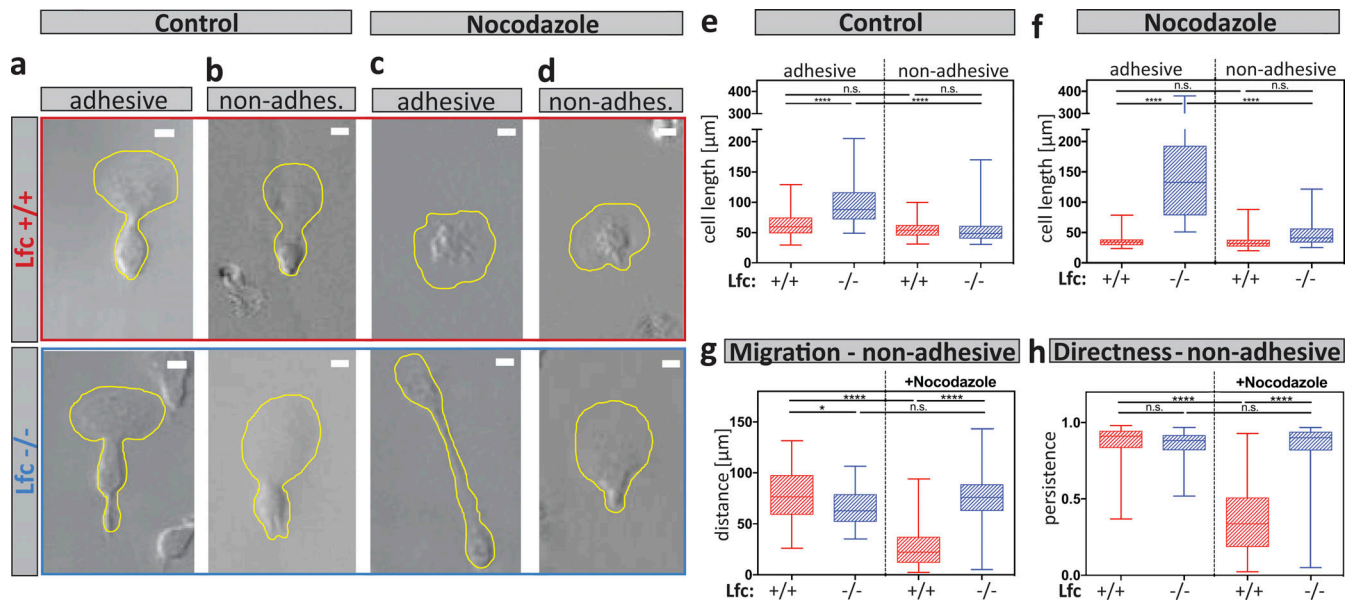 Control
Nocodazole
a
b
c
d
adhesive
non-adhes.
adhesive
non-adhes.
Lfc +/+
Lfc -/-
e
Control
adhesive
non-adhesive
n.s.
n.s.
****
****
cell length [µm]
400
300
200
150
100
50
0
Lfc: +/+ -/- +/+ -/-
f
Nocodazole
adhesive
non-adhesive
n.s.
n.s.
****
****
cell length [µm]
400
300
200
150
100
50
0
Lfc: +/+ -/- +/+ -/-
g
Migration - non-adhesive
+Nocodazole
**** ****
* n.s.
distance [µm]
150
100
50
0
Lfc: +/+ -/- +/+ -/-
h
Directness - non-adhesive
+Nocodazole
**** ****
n.s. n.s.
persistence
1.0
0.5
0.0
Lfc: +/+ -/- +/+ -/-